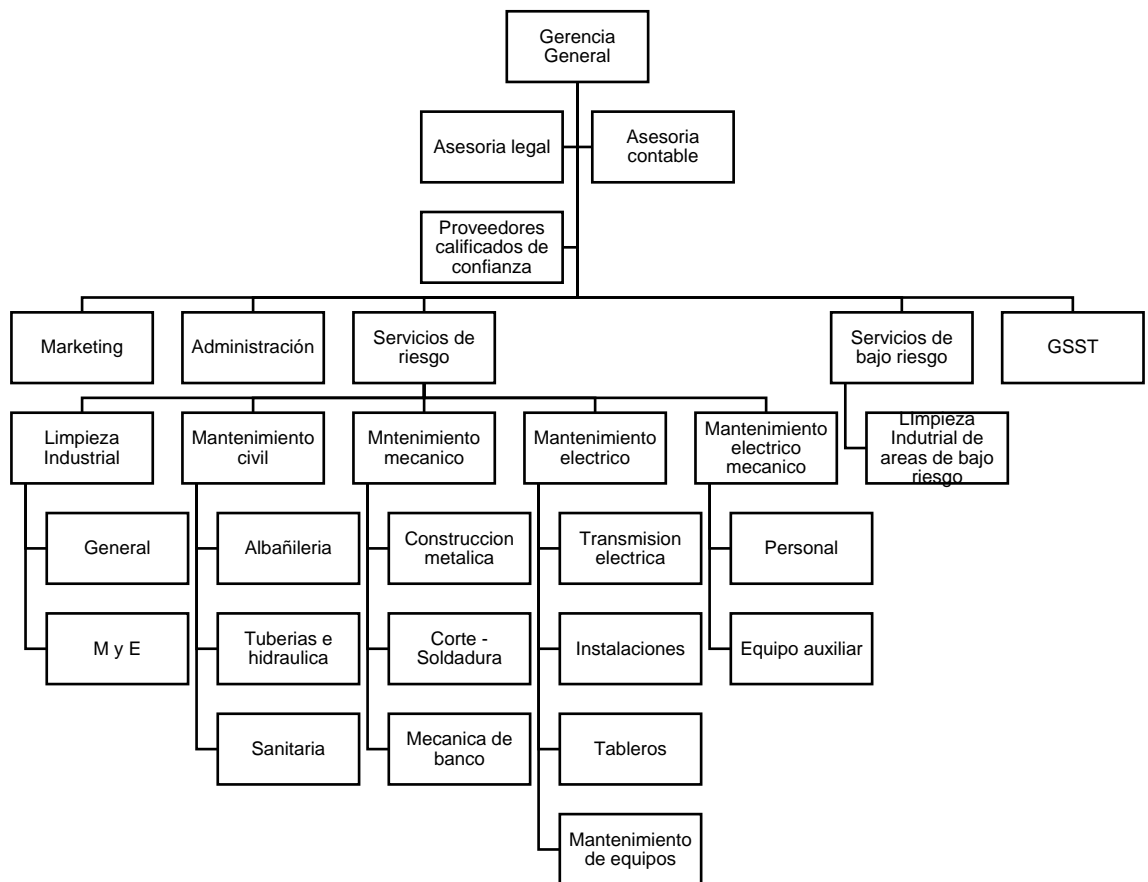 Gerencia
General
Asesoria legal
Asesoria
contable
Proveedores
calificados de
confianza
Marketing
Administración
Servicios de
riesgo
Servicios de
bajo riesgo
GSST
Limpieza
Industrial
Mantenimiento
civil
Mntenimiento
mecanico
Mantenimiento
electrico
Mantenimiento
electrico
mecanico
LImpieza
Indutrial de
areas de bajo
riesgo
General
Albañileria
Construccion
metalica
Transmision
electrica
Personal
M y E
Tuberias e
hidraulica
Corte -
Soldadura
Instalaciones
Equipo auxiliar
Sanitaria
Mecanica de
banco
Tableros
Mantenimiento
de equipos